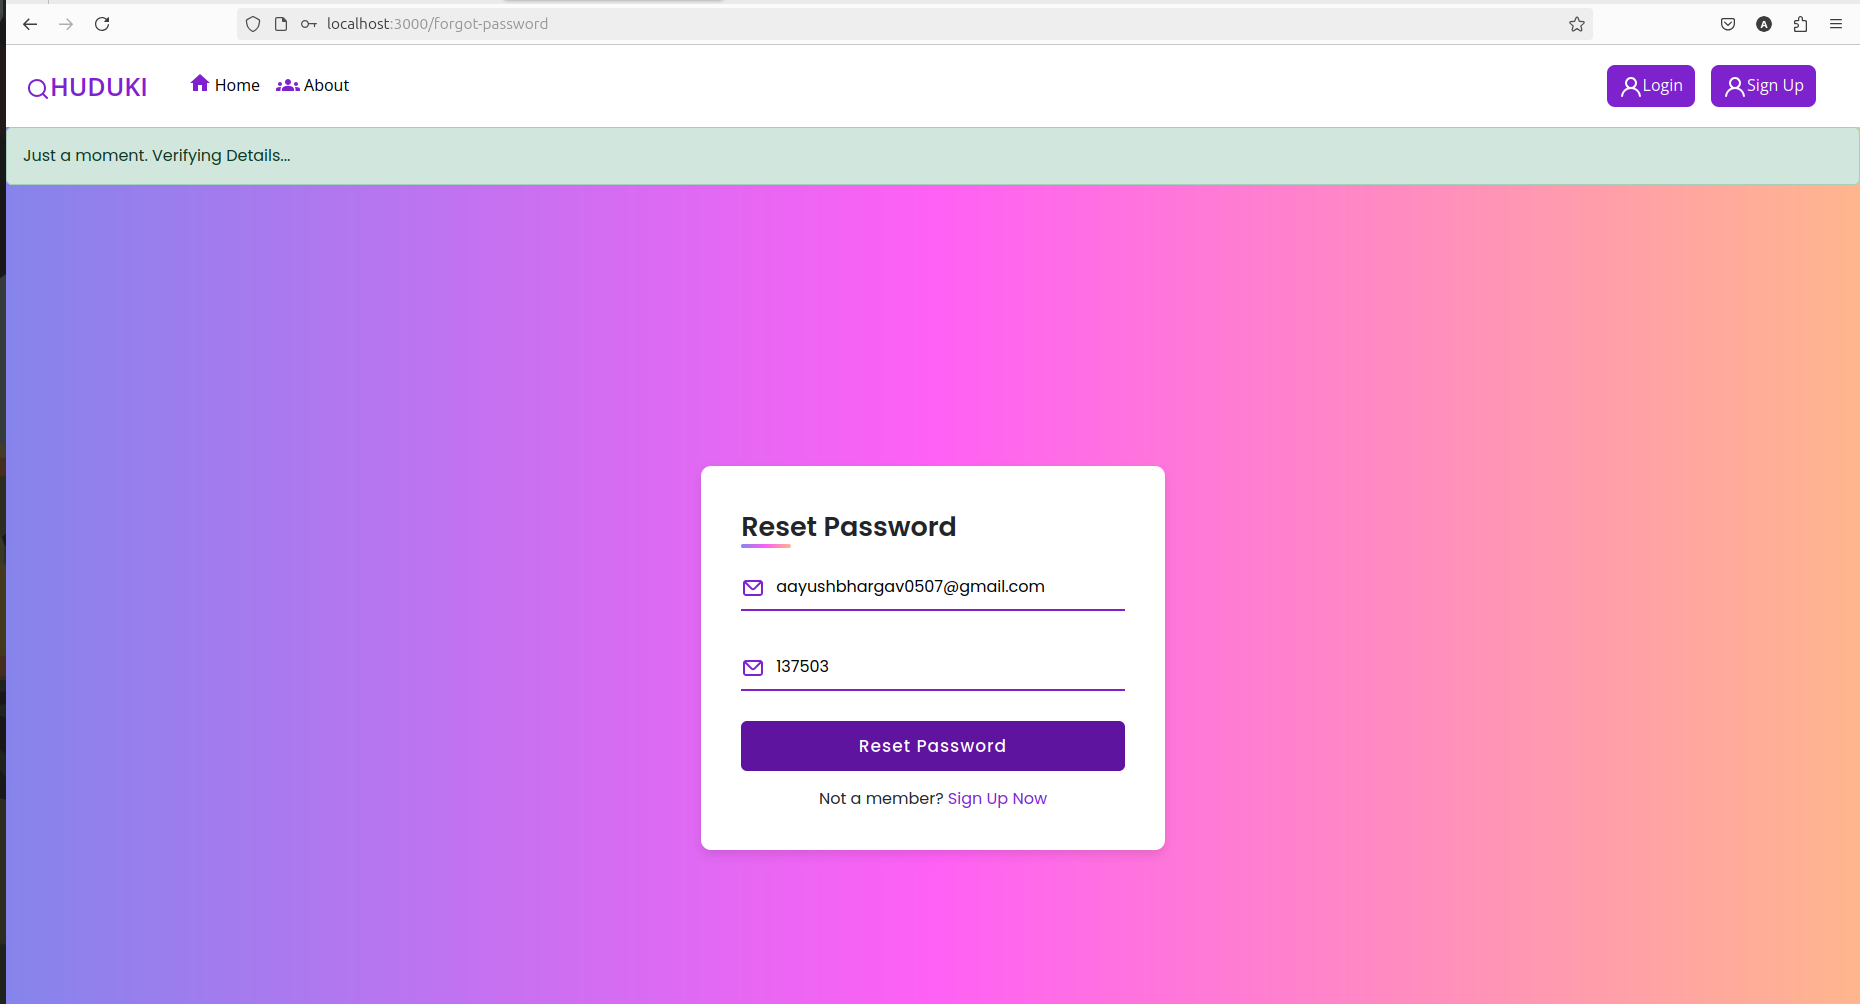 localhost:3000/forgot-password
A
HUDUKI Home About Login Sign Up
Just a moment. Verifying Details...
Reset Password
aayushbhargav0507@gmail.com
137503
Reset Password
Not a member? Sign Up Now